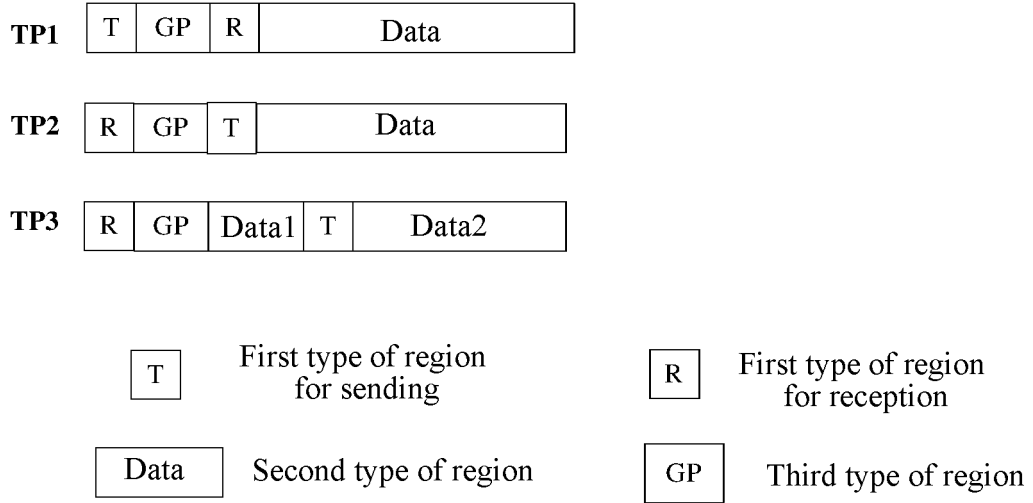 TP1 T GP R Data
TP2 R GP T Data
TP3 R GP Data1 T Data2
T First type of region
for sending
R First type of region
for reception
Data Second type of region
GP Third type of region